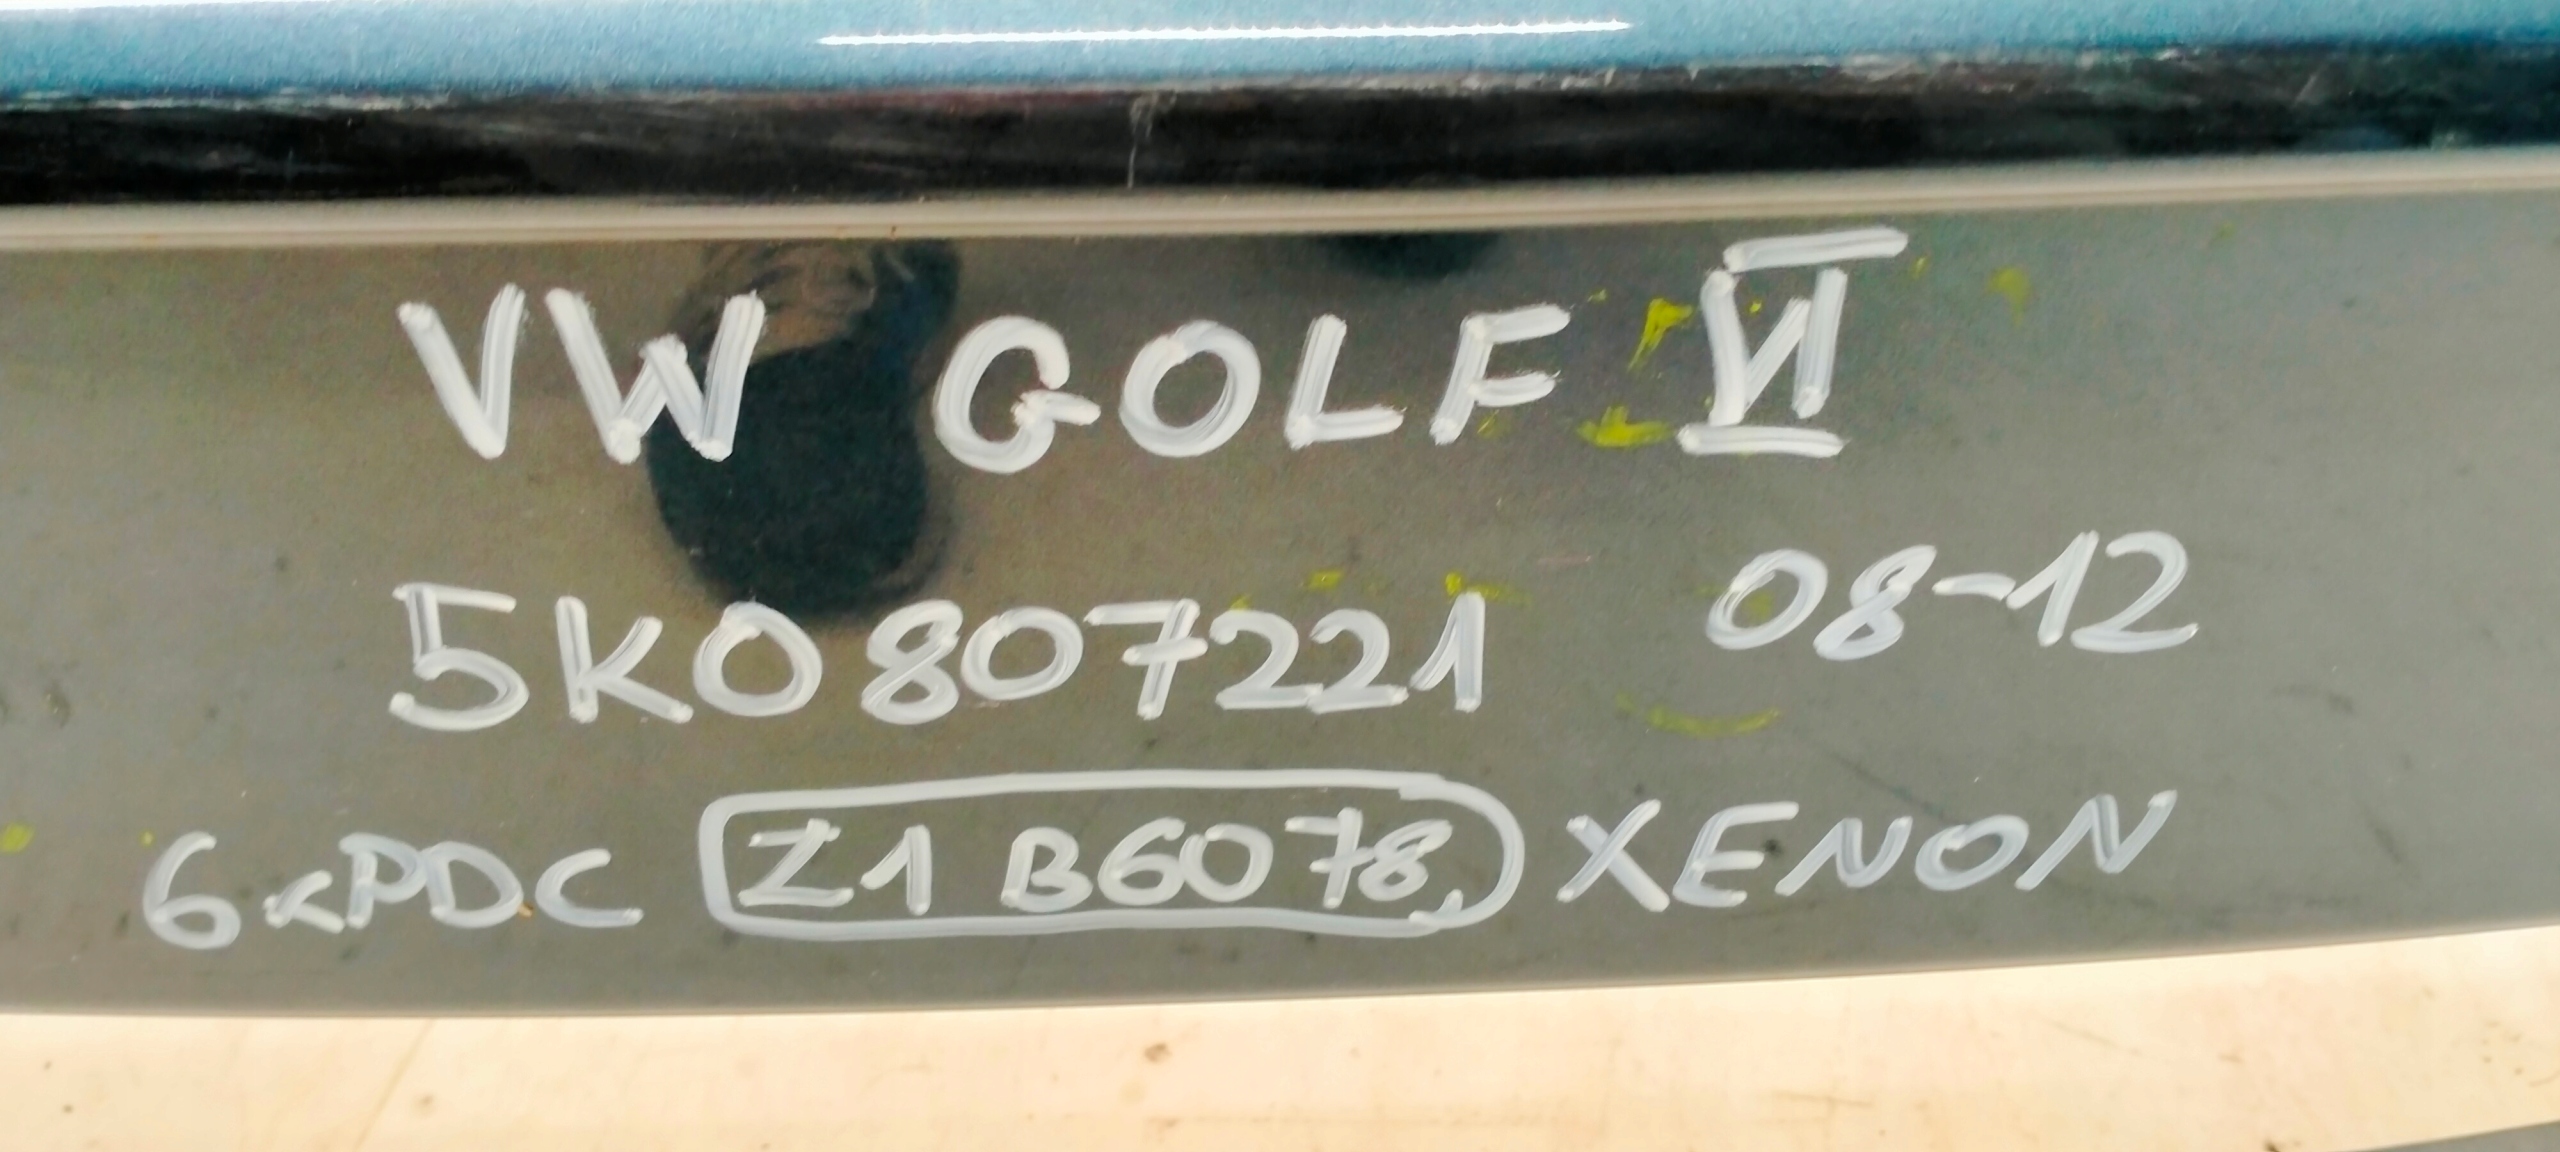 VW GOLF VI
5K0807221 08-12
6xPDC Z1 B6078 XENON